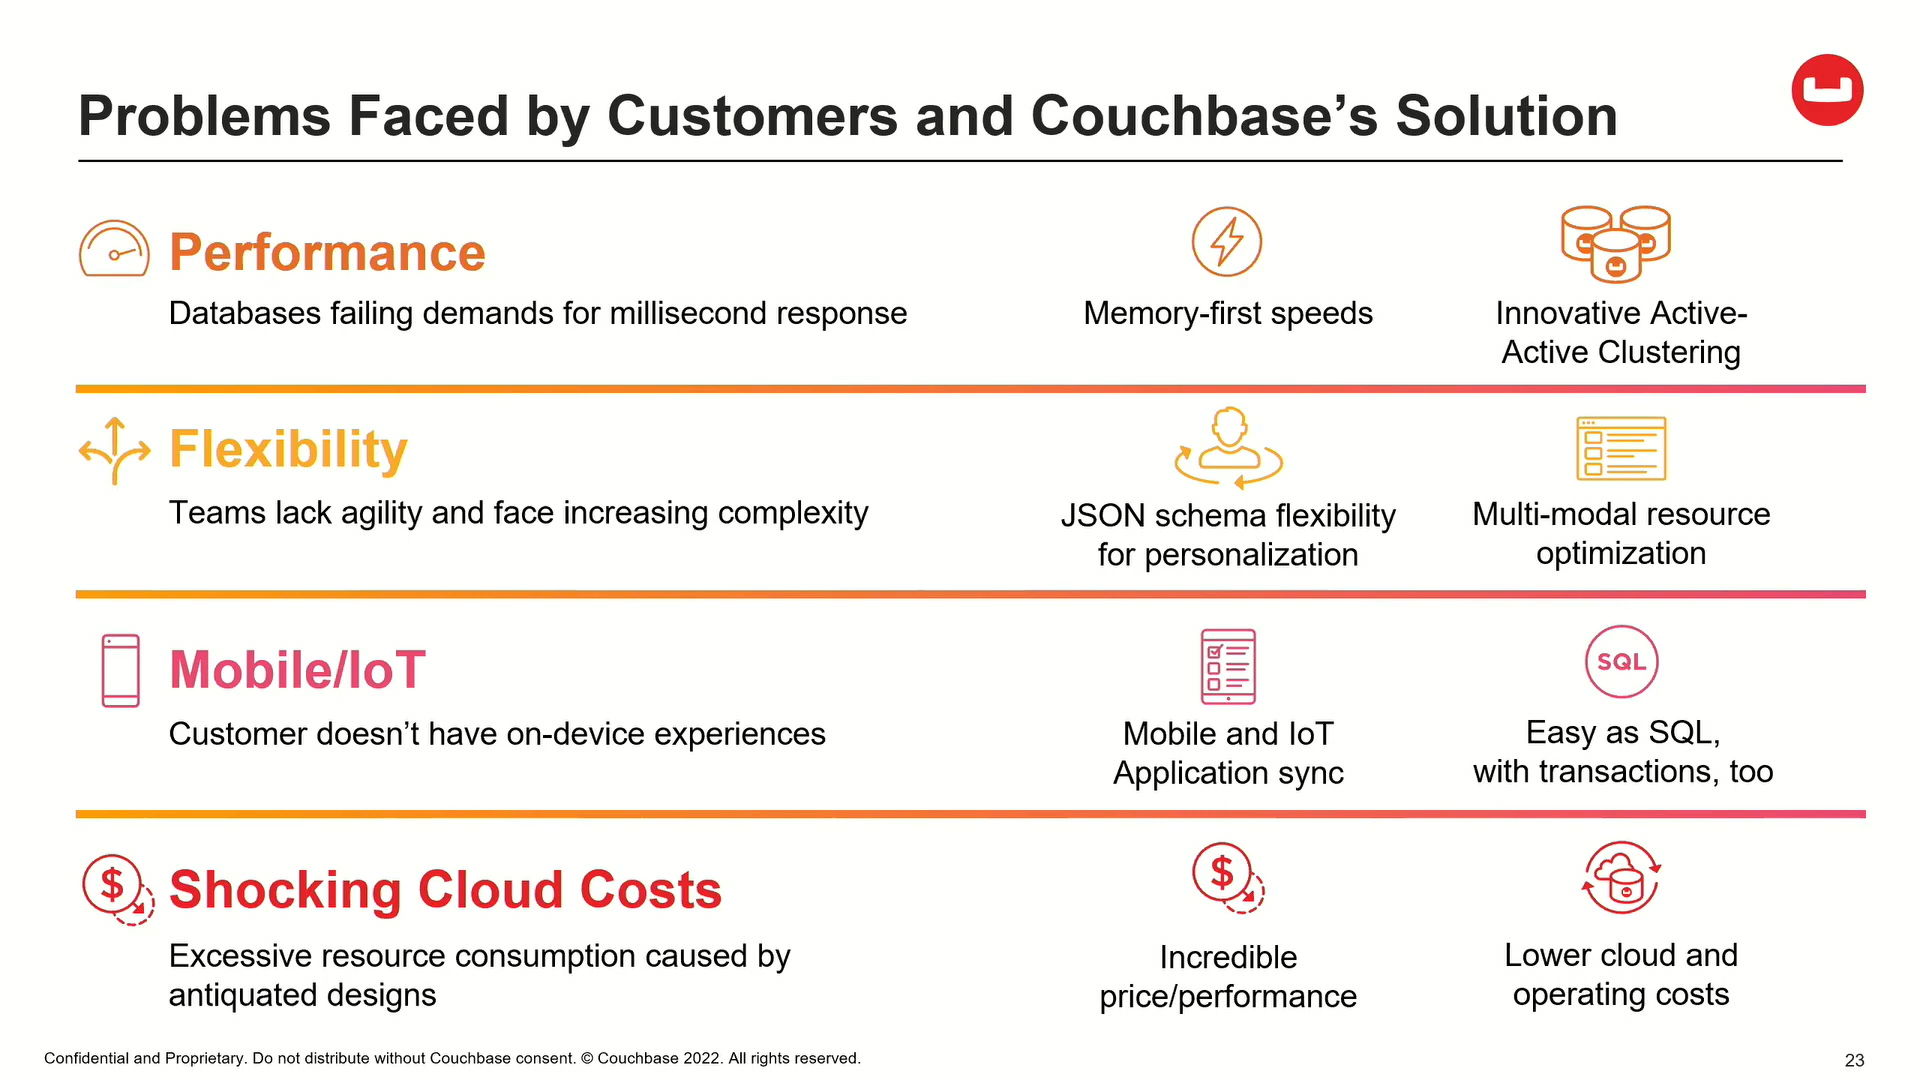 Problems Faced by Customers and Couchbase’s Solution
Performance
Databases failing demands for millisecond response
Memory-first speeds
Innovative Active-
Active Clustering
Flexibility
Teams lack agility and face increasing complexity
JSON schema flexibility
for personalization
Multi-modal resource
optimization
Mobile/IoT
Customer doesn’t have on-device experiences
Mobile and IoT
Application sync
SQL
Easy as SQL,
with transactions, too
$
Shocking Cloud Costs
Excessive resource consumption caused by
antiquated designs
$
Incredible
price/performance
Lower cloud and
operating costs
Confidential and Proprietary. Do not distribute without Couchbase consent. © Couchbase 2022. All rights reserved.
23